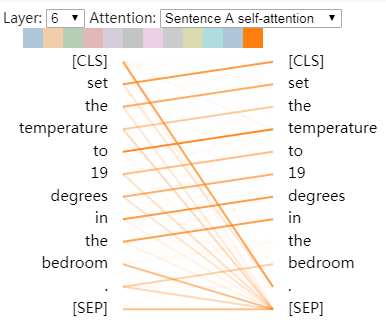 Layer: 6 Attention: Sentence A self-attention
[CLS] [CLS]
set set
the the
temperature temperature
to to
19 19
degrees degrees
in in
the the
bedroom bedroom
. .
[SEP] [SEP]